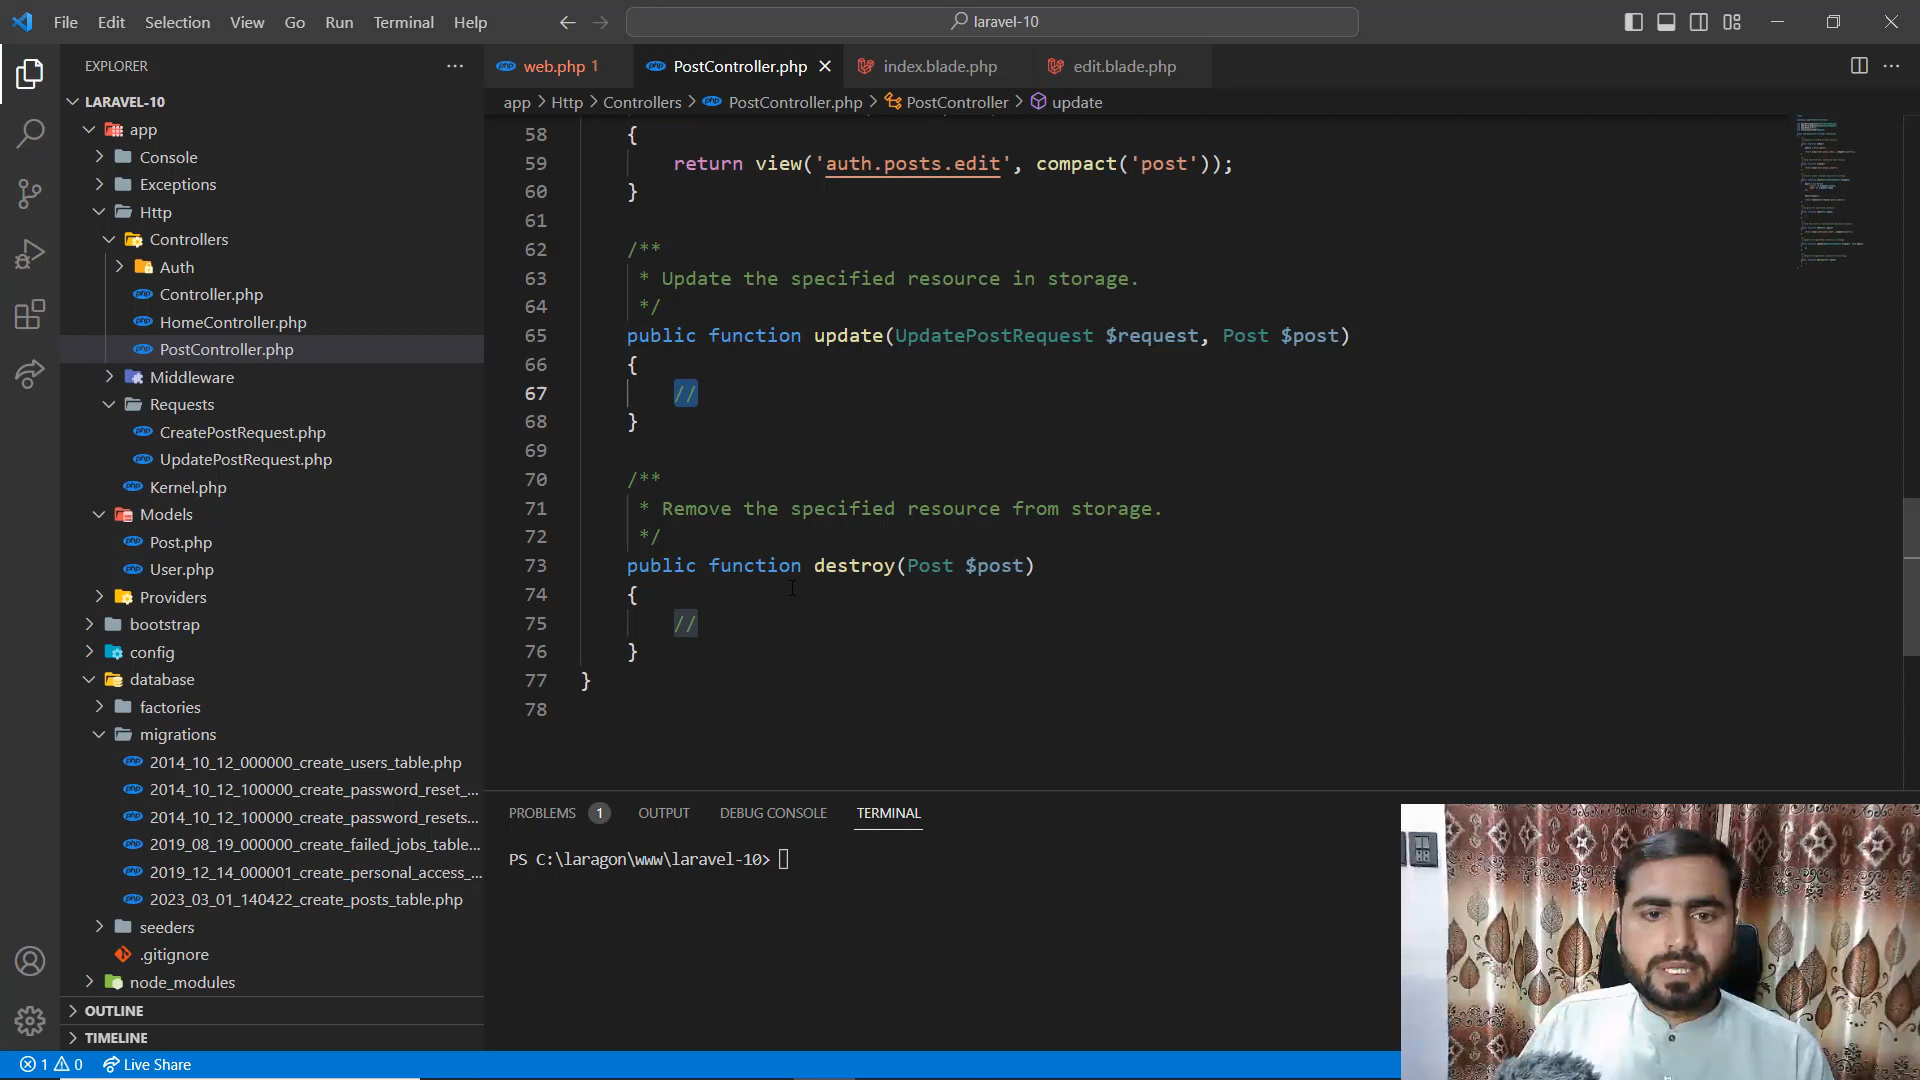 File Edit Selection View Go Run Terminal Help
laravel-10
EXPLORER
web.php 1
PostController.php
index.blade.php
edit.blade.php
app > Http > Controllers > PostController.php > PostController > update
LARAVEL-10
app
Console
Exceptions
Http
Controllers
Auth
Controller.php
HomeController.php
PostController.php
Middleware
Requests
CreatePostRequest.php
UpdatePostRequest.php
Kernel.php
Models
Post.php
User.php
Providers
bootstrap
config
database
factories
migrations
2014_10_12_000000_create_users_table.php
2014_10_12_100000_create_password_reset_...
2014_10_12_100000_create_password_resets...
2019_08_19_000000_create_failed_jobs_table...
2019_12_14_000001_create_personal_access_...
2023_03_01_140422_create_posts_table.php
seeders
.gitignore
node_modules
OUTLINE
TIMELINE
58 {
59 return view('auth.posts.edit', compact('post'));
60 }
61
62 /**
63 * Update the specified resource in storage.
64 */
65 public function update(UpdatePostRequest $request, Post $post)
66 {
67 //
68 }
69
70 /**
71 * Remove the specified resource from storage.
72 */
73 public function destroy(Post $post)
74 {
75 //
76 }
77 }
78
PROBLEMS 1 OUTPUT DEBUG CONSOLE TERMINAL
PS C:\laragon\www\laravel-10>
1 0 Live Share